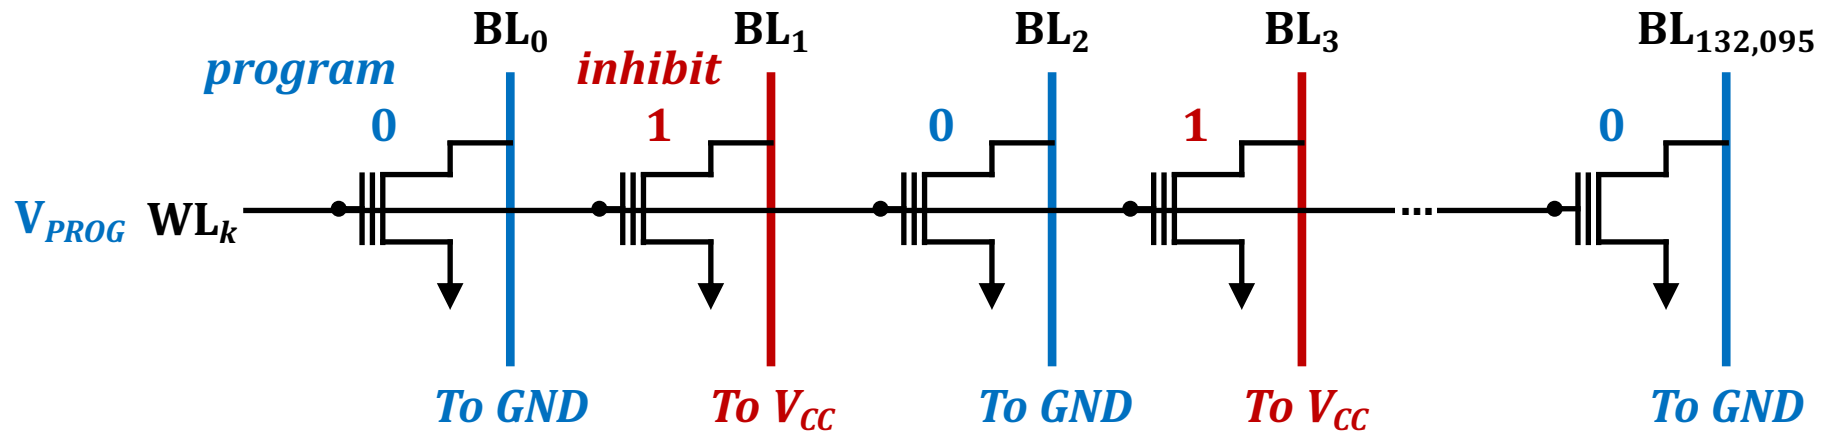 BL₀ BL₁ BL₂ BL₃ BL₁₃₂,₀₉₅
program inhibit
0 1 0 1 0
V_PROG WLₖ ...
To GND To V_CC To GND To V_CC To GND